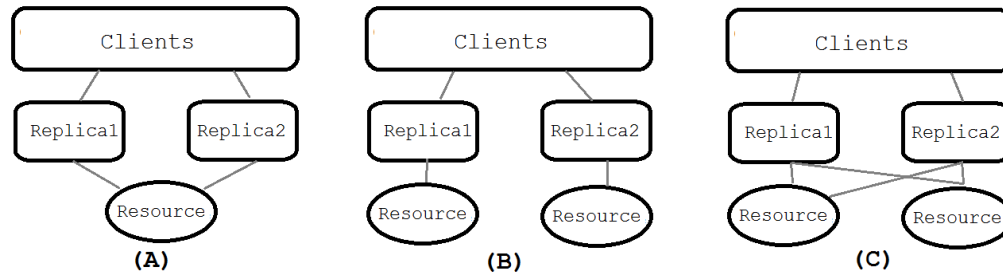 Clients
Replica1 Replica2
Resource
(A)
Clients
Replica1 Replica2
Resource Resource
(B)
Clients
Replica1 Replica2
Resource Resource
(C)